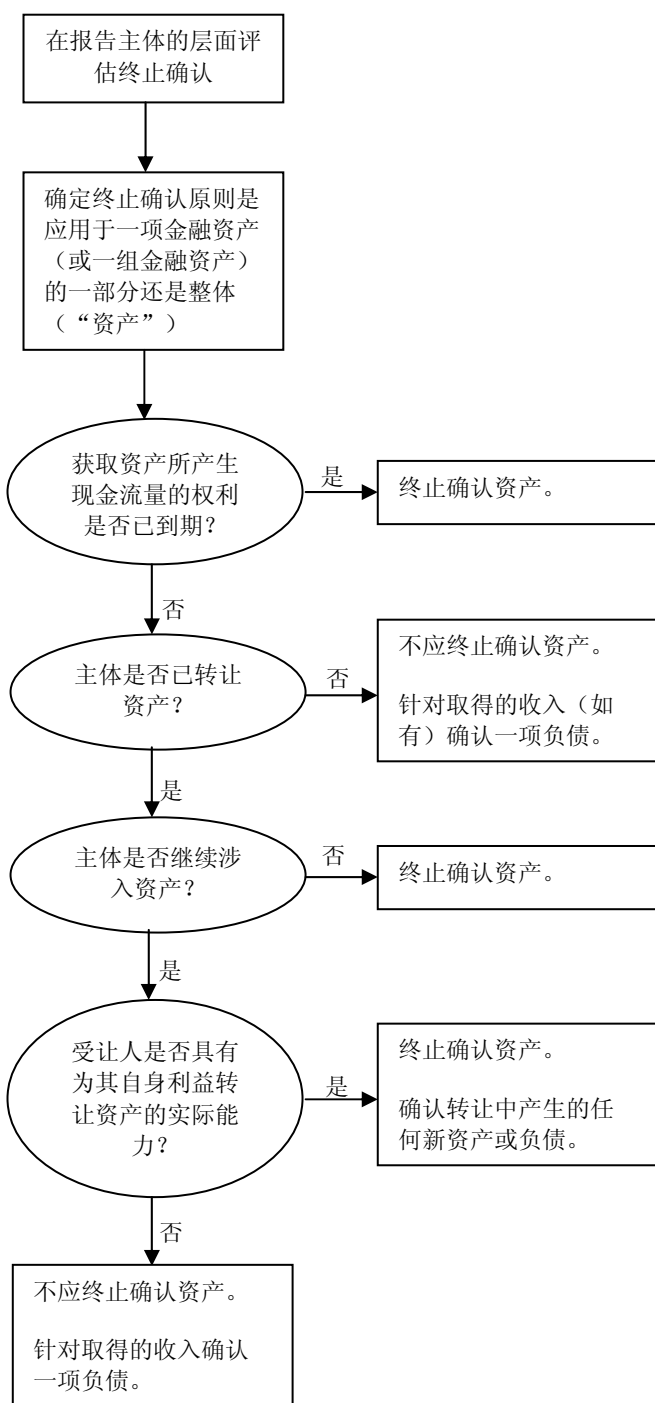 在报告主体的层面评
估终止确认
确定终止确认原则是
应用于一项金融资产
（或一组金融资产）
的一部分还是整体
（“资产”）
获取资产所产生
现金流量的权利
是否已到期？
是
终止确认资产。
否
主体是否已转让
资产？
否
不应终止确认资产。
针对取得的收入（如
有）确认一项负债。
是
主体是否继续涉
入资产？
否
终止确认资产。
是
受让人是否具有
为其自身利益转
让资产的实际能
力？
是
终止确认资产。
确认转让中产生的任
何新资产或负债。
否
不应终止确认资产。
针对取得的收入确认
一项负债。